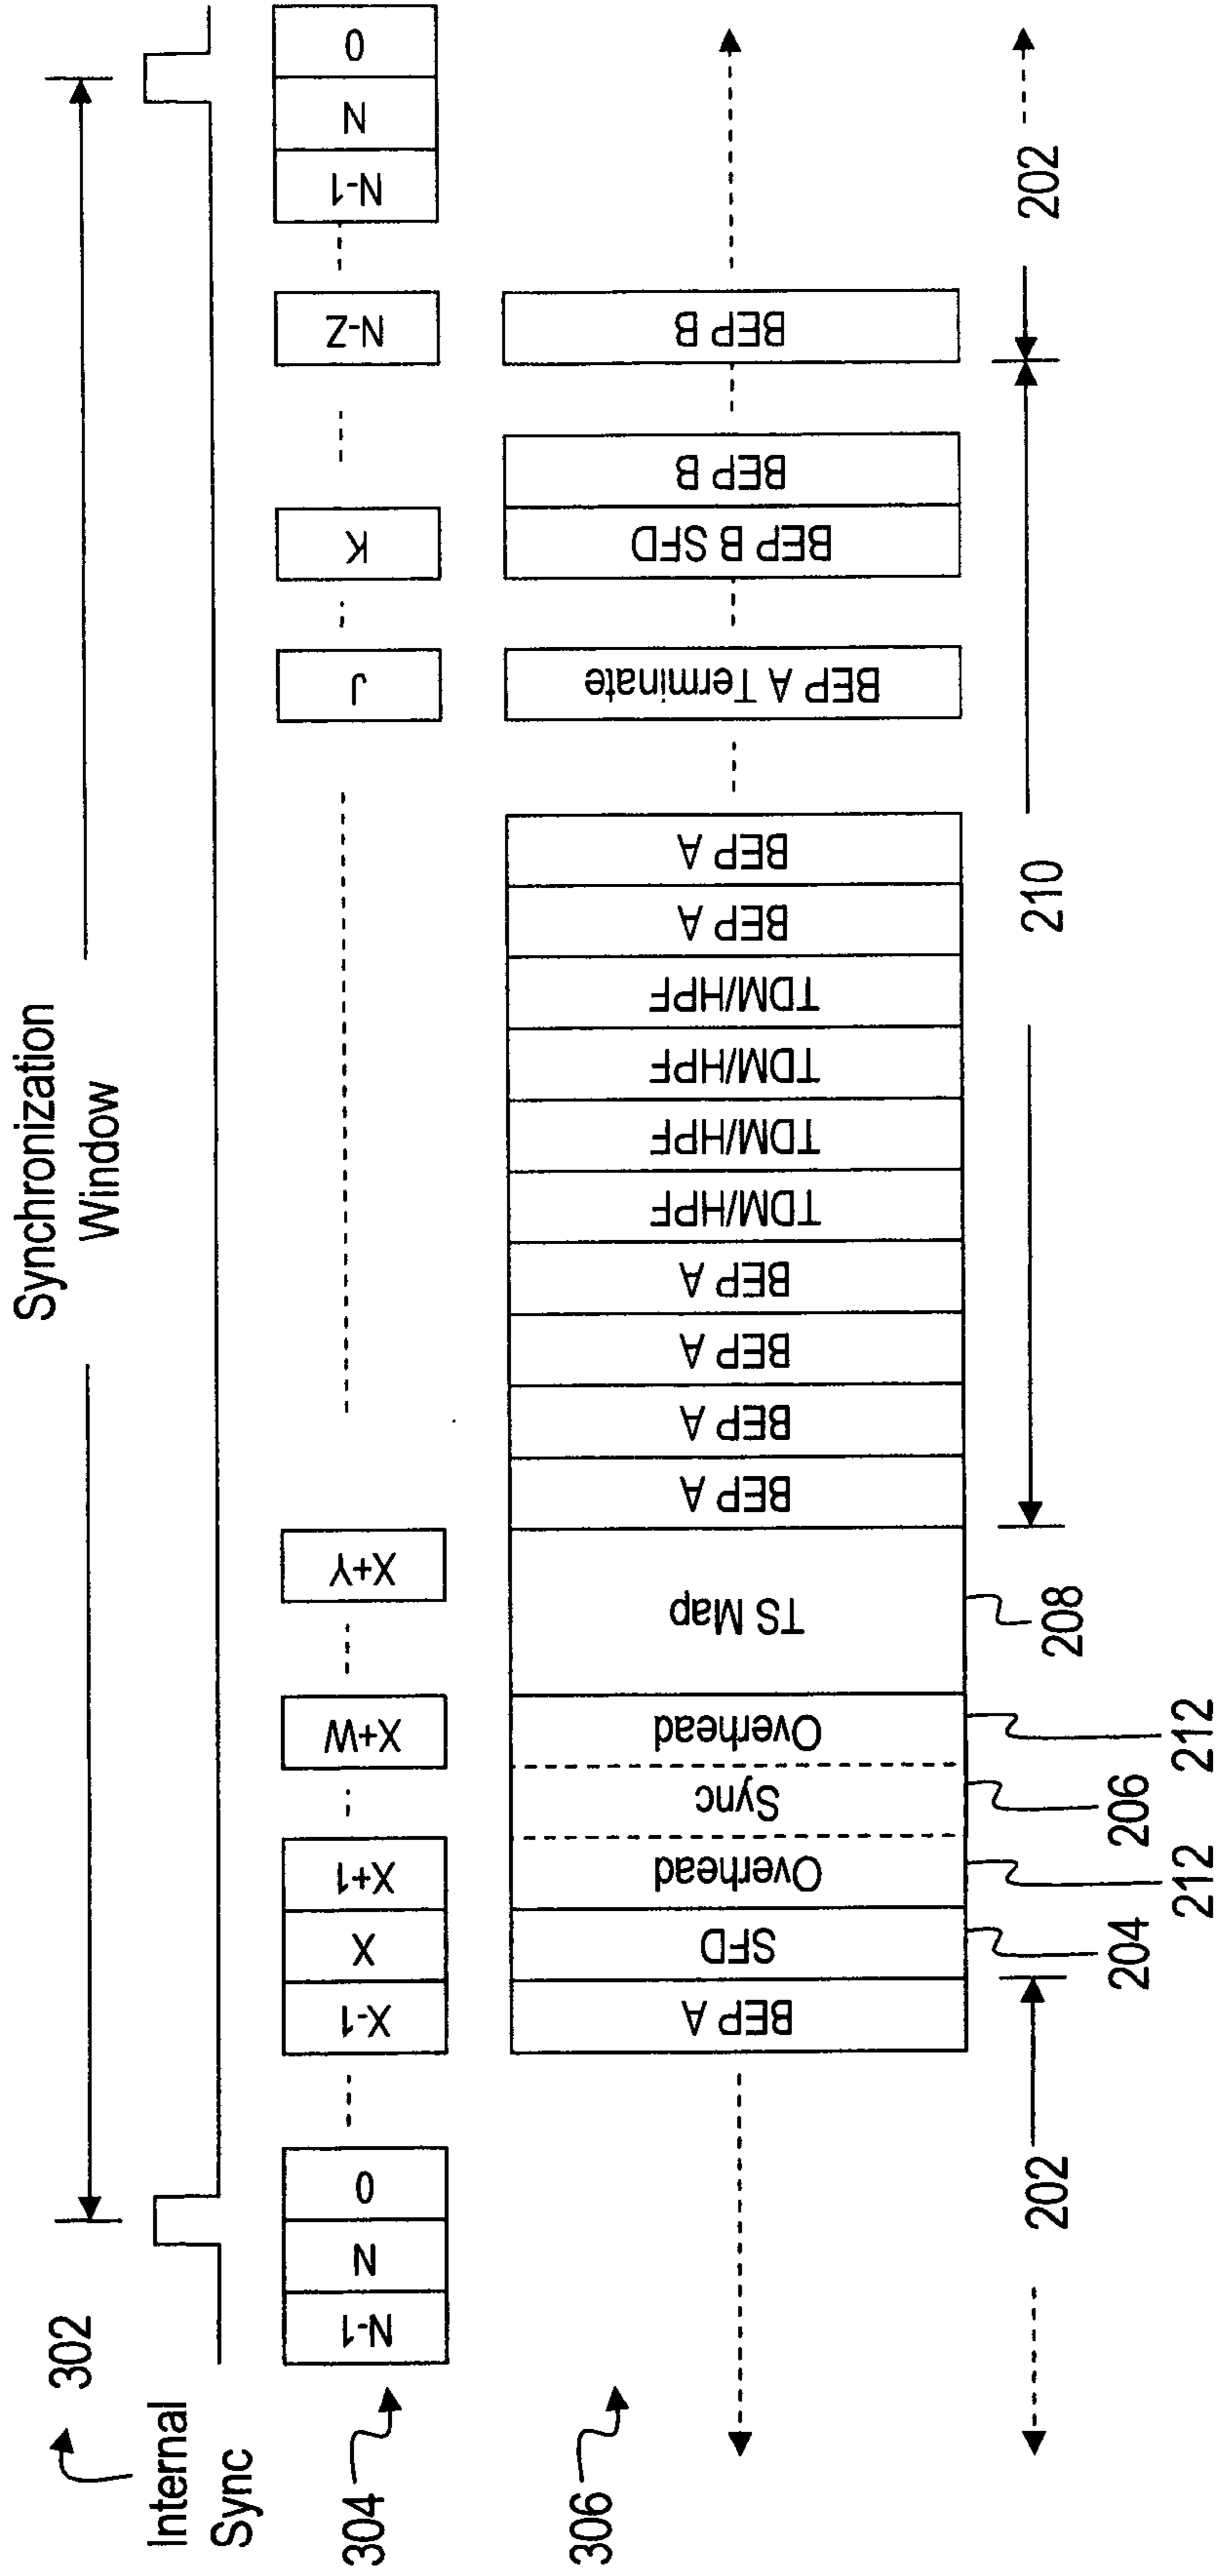 Synchronization
Window
302
Internal
Sync
304
N-1
N
0
X-1
X
X+1
X+W
X+Y
J
K
N-Z
N-1
N
0
306
BEP A
SFD
Overhead
Sync
Overhead
TS Map
BEP A
BEP A
BEP A
BEP A
TDM/HPF
TDM/HPF
TDM/HPF
TDM/HPF
BEP A
BEP A
BEP A Terminate
BEP B SFD
BEP B
BEP B
202
204
212
206
212
208
210
202